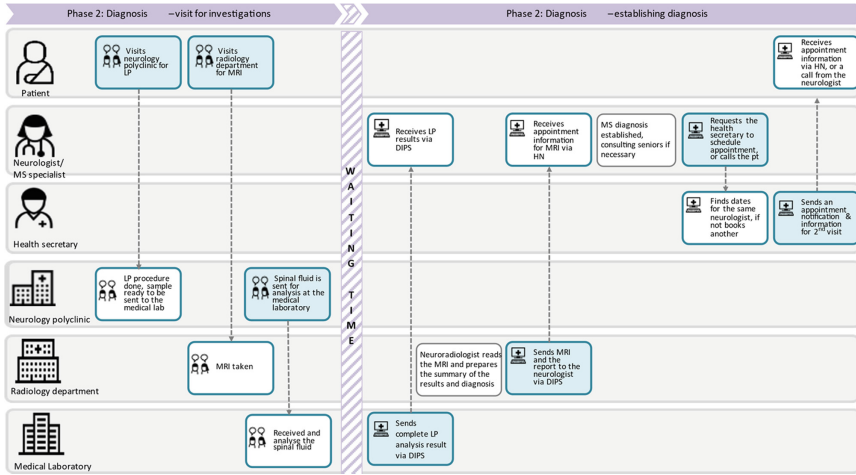 Phase 2: Diagnosis – visit for investigations
Phase 2: Diagnosis – establishing diagnosis
Patient
Visits
neurology
polyclinic for
LP
Visits
radiology
department
for MRI
Receives
appointment
information
via HN, or a
call from the
neurologist
Neurologist/
MS specialist
Receives LP
results via
DIPS
Receives
appointment
information
for MRI via
HN
MS diagnosis
established,
consulting seniors if
necessary
Requests the
health
secretary to
schedule
appointment,
or calls the pt
WAITING TIME
Health secretary
Finds dates
for the same
neurologist, if
not books
another
Sends an
appointment
notification &
information
for 2nd visit
Neurology polyclinic
LP procedure
done, sample
ready to be
sent to the
medical lab
Spinal fluid is
sent for
analysis at the
medical
laboratory
Radiology department
MRI taken
Neuroradiologist reads
the MRI and prepares
the summary of the
results and diagnosis
Sends MRI
and the
report to the
neurologist
via DIPS
Medical Laboratory
Received and
analyse the
spinal fluid
Sends
complete LP
analysis result
via DIPS